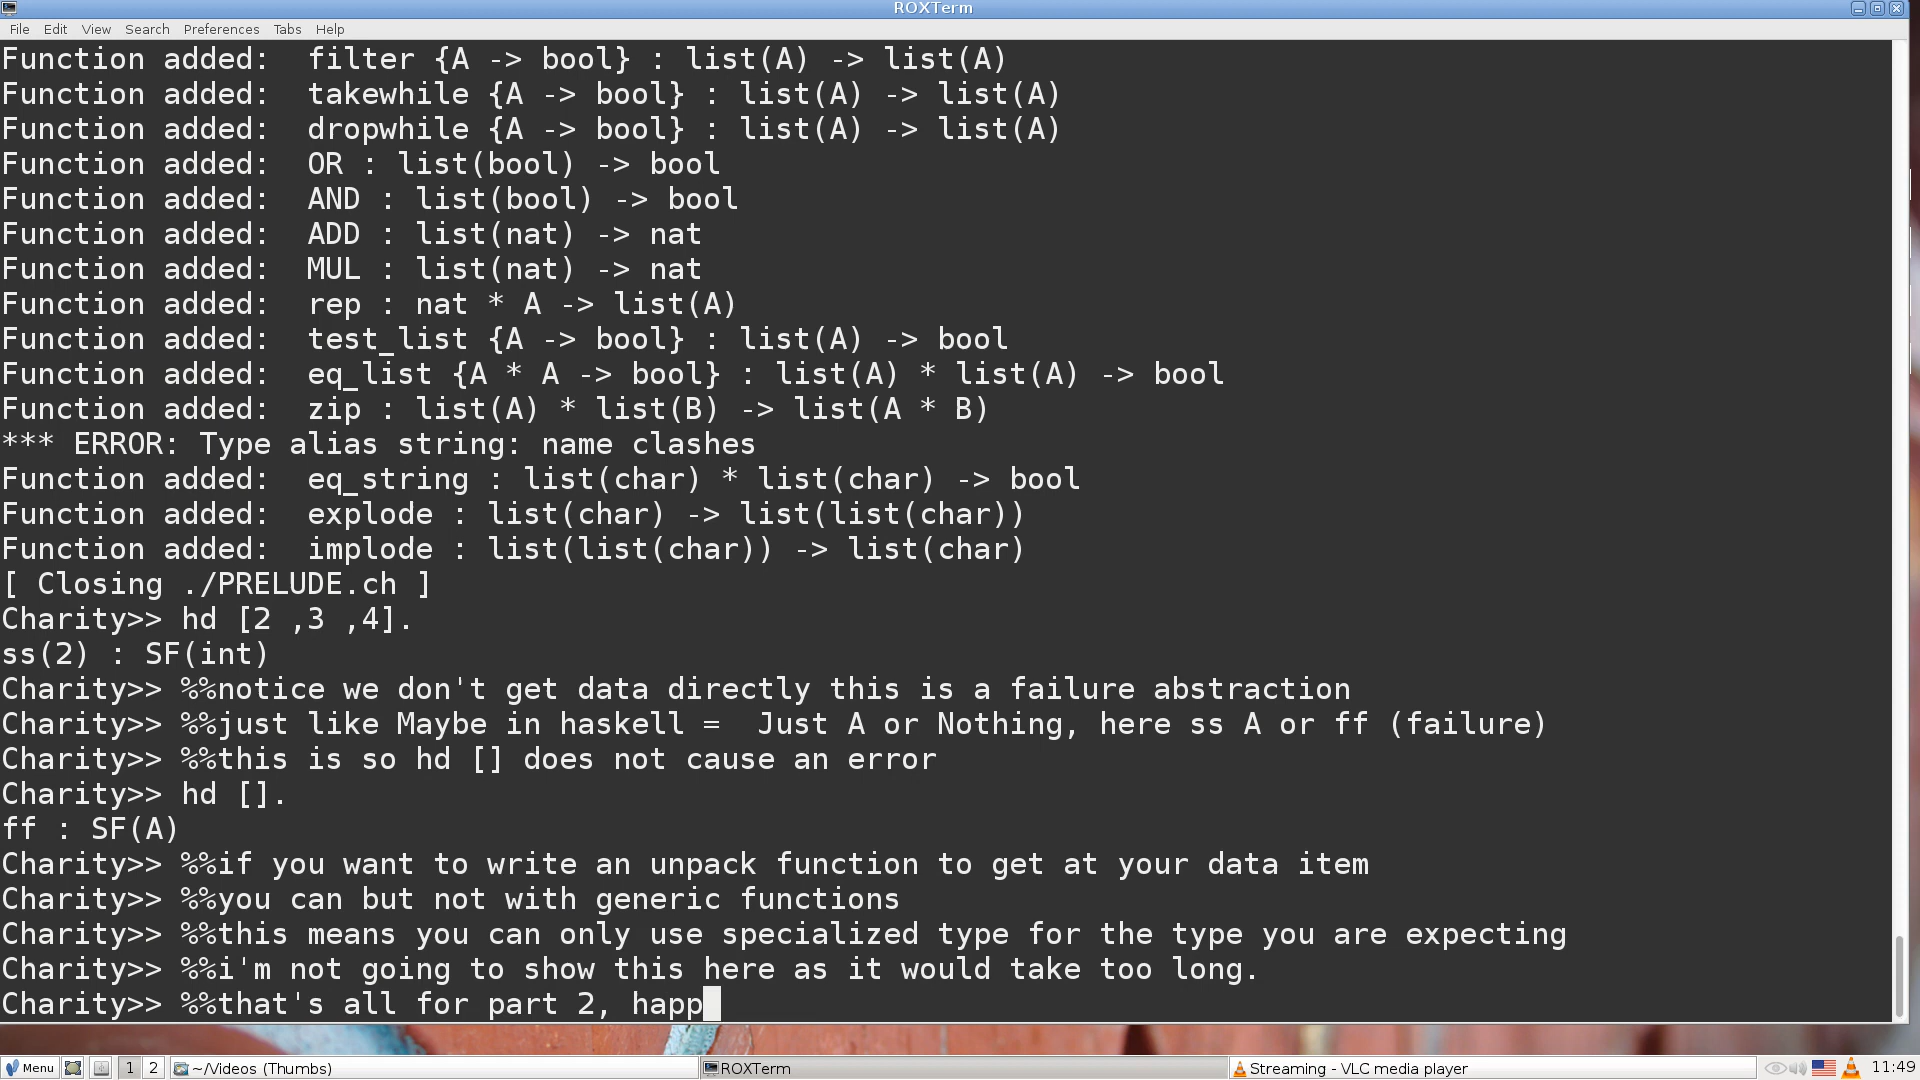 ROXTerm
File Edit View Search Preferences Tabs Help
Function added:  filter {A -> bool} : list(A) -> list(A)
Function added:  takewhile {A -> bool} : list(A) -> list(A)
Function added:  dropwhile {A -> bool} : list(A) -> list(A)
Function added:  OR : list(bool) -> bool
Function added:  AND : list(bool) -> bool
Function added:  ADD : list(nat) -> nat
Function added:  MUL : list(nat) -> nat
Function added:  rep : nat * A -> list(A)
Function added:  test_list {A -> bool} : list(A) -> bool
Function added:  eq_list {A * A -> bool} : list(A) * list(A) -> bool
Function added:  zip : list(A) * list(B) -> list(A * B)
*** ERROR: Type alias string: name clashes
Function added:  eq_string : list(char) * list(char) -> bool
Function added:  explode : list(char) -> list(list(char))
Function added:  implode : list(list(char)) -> list(char)
[ Closing ./PRELUDE.ch ]
Charity>> hd [2 ,3 ,4].
ss(2) : SF(int)
Charity>> %%notice we don't get data directly this is a failure abstraction
Charity>> %%just like Maybe in haskell =  Just A or Nothing, here ss A or ff (failure)
Charity>> %%this is so hd [] does not cause an error
Charity>> hd [].
ff : SF(A)
Charity>> %%if you want to write an unpack function to get at your data item
Charity>> %%you can but not with generic functions
Charity>> %%this means you can only use specialized type for the type you are expecting
Charity>> %%i'm not going to show this here as it would take too long.
Charity>> %%that's all for part 2, happ
Menu 1 2 ~/Videos (Thumbs) ROXTerm Streaming - VLC media player 11:49